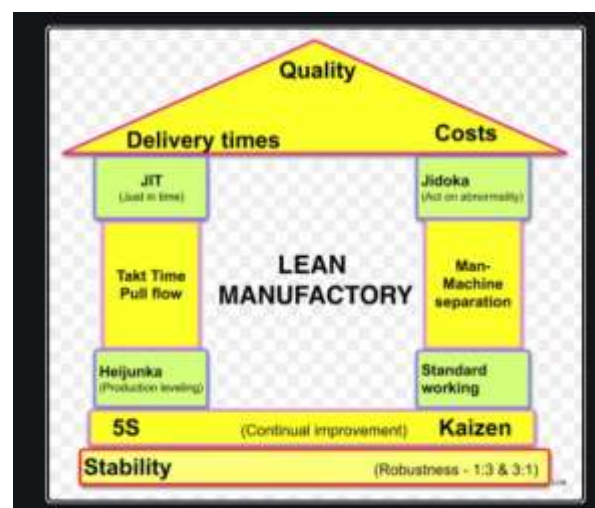 Quality
Delivery times
Costs
JIT
(Just in time)
Jidoka
(Act on abnormality)
Takt Time
Pull flow
LEAN
MANUFACTORY
Man-
Machine
separation
Heijunka
(Production leveling)
Standard
working
5S
(Continual improvement)
Kaizen
Stability
(Robustness - 1:3 & 3:1)